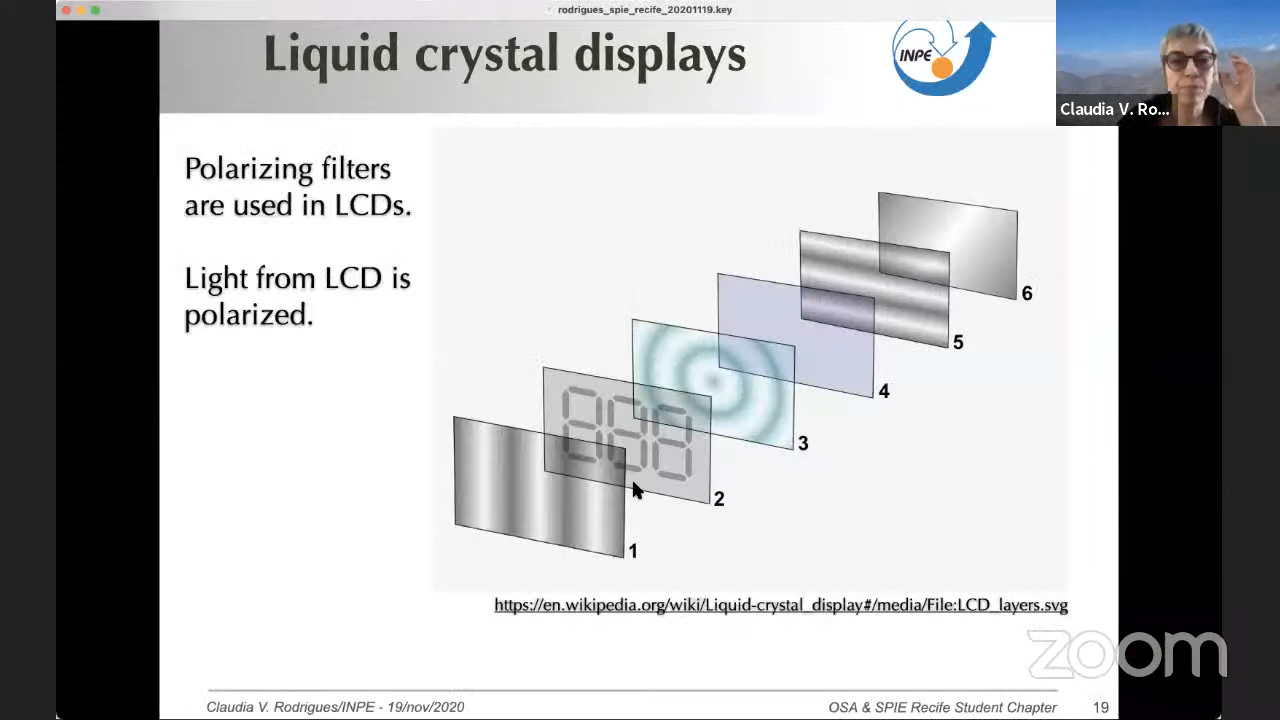 rodrigues_spie_recife_20201119.key
Liquid crystal displays
INPE
Claudia V. Ro...
Polarizing filters
are used in LCDs.
Light from LCD is
polarized.
6
5
4
3
2
1
https://en.wikipedia.org/wiki/Liquid-crystal_display#/media/File:LCD_layers.svg
zoom
Claudia V. Rodrigues/INPE - 19/nov/2020
OSA & SPIE Recife Student Chapter
19